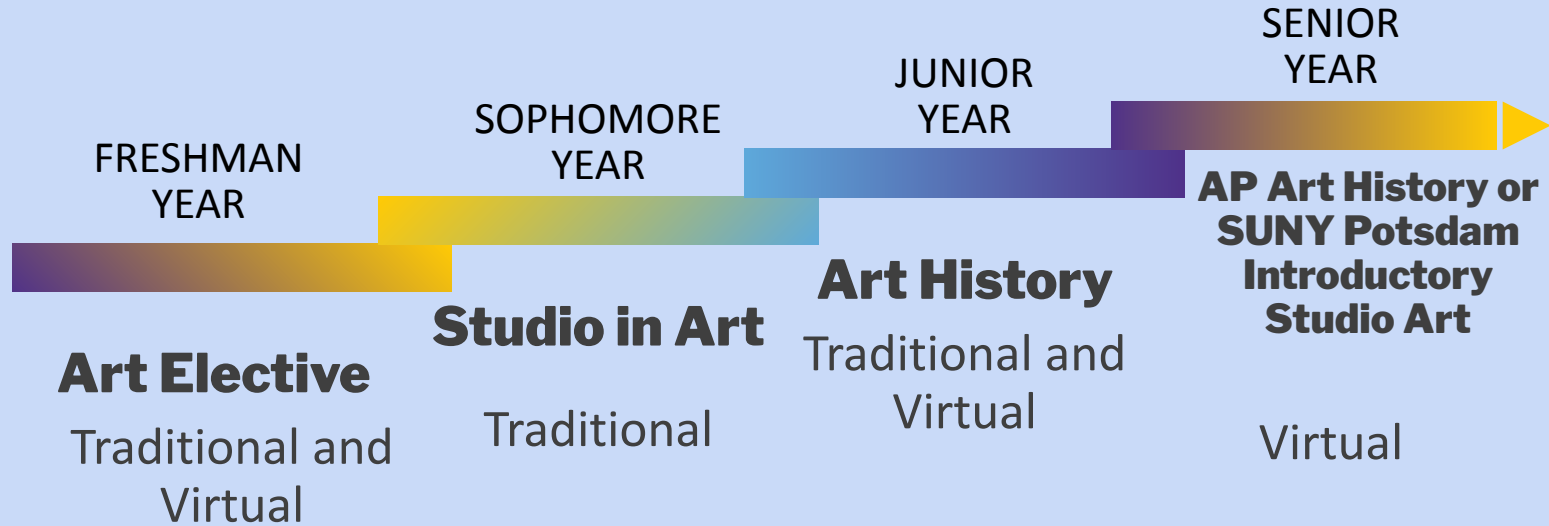 FRESHMAN
YEAR
Art Elective
Traditional and
Virtual
SOPHOMORE
YEAR
Studio in Art
Traditional
JUNIOR
YEAR
Art History
Traditional and
Virtual
SENIOR
YEAR
AP Art History or
SUNY Potsdam
Introductory
Studio Art
Virtual